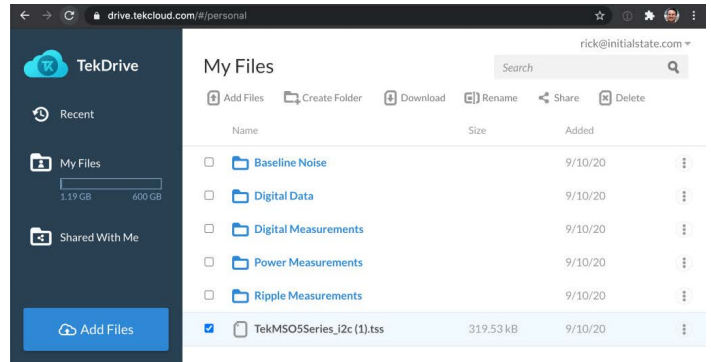 drive.tekcloud.com/#/personal
rick@initialstate.com
TekDrive
My Files
Search
Add Files Create Folder Download Rename Share Delete
Recent
Name Size Added
My Files
1.19 GB 600 GB
Shared With Me
Add Files
Baseline Noise 9/10/20
Digital Data 9/10/20
Digital Measurements 9/10/20
Power Measurements 9/10/20
Ripple Measurements 9/10/20
TekMSO5Series_i2c (1).tss 319.53 kB 9/10/20